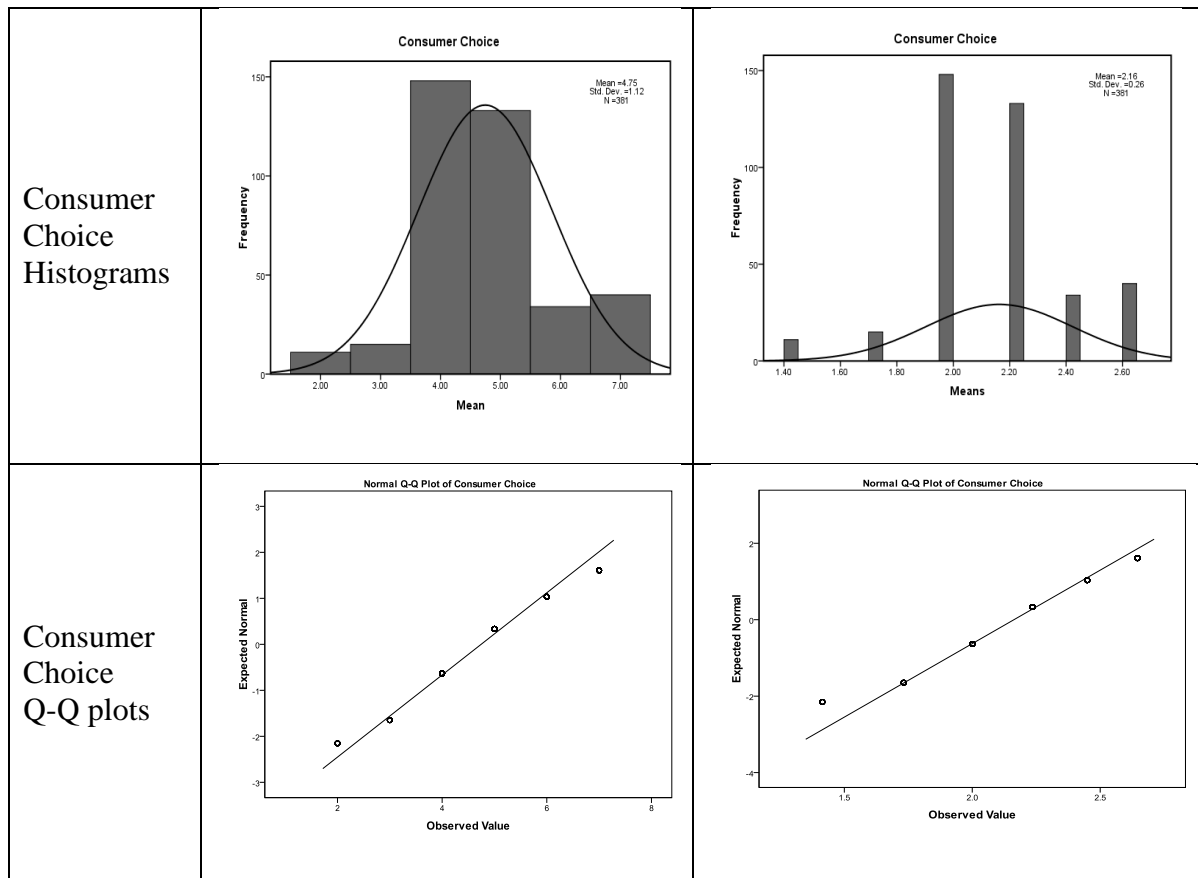 Consumer
Choice
Histograms
Consumer Choice
Mean =4.75
Std. Dev. =1.12
N =381
Frequency
150
100
50
0
2.00 3.00 4.00 5.00 6.00 7.00
Mean
Consumer Choice
Mean =2.16
Std. Dev. =0.26
N =381
Frequency
150
100
50
0
1.40 1.60 1.80 2.00 2.20 2.40 2.60
Means
Consumer
Choice
Q-Q plots
Normal Q-Q Plot of Consumer Choice
Expected Normal
3
2
1
0
-1
-2
-3
2 4 6 8
Observed Value
Normal Q-Q Plot of Consumer Choice
Expected Normal
2
0
-2
-4
1.5 2.0 2.5
Observed Value